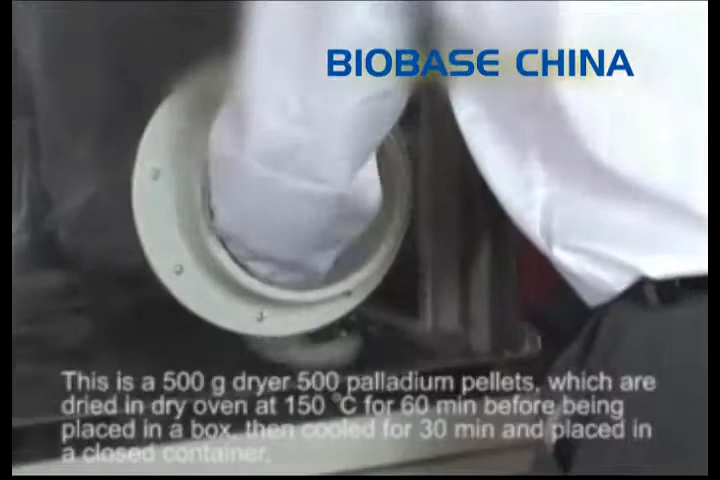 BIOBASE CHINA
This is a 500 g dryer 500 palladium pellets, which are
dried in dry oven at 150 °C for 60 min before being
placed in a box, then cooled for 30 min and placed in
a closed container.